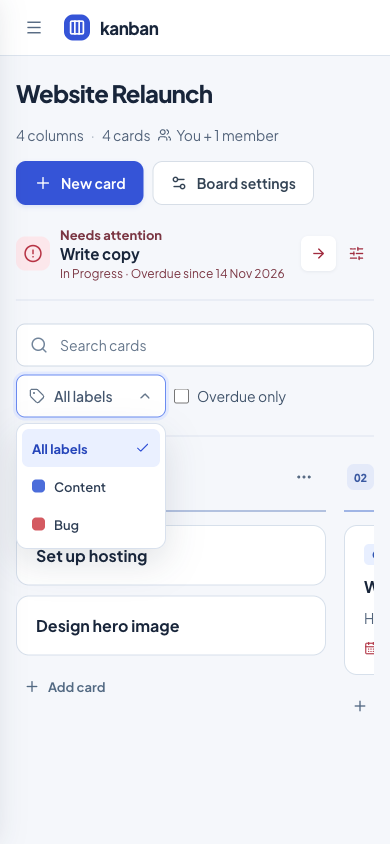 kanban
Website Relaunch
4 columns · 4 cards You + 1 member
New card
Board settings
Needs attention
Write copy
In Progress · Overdue since 14 Nov 2026
Search cards
All labels
Overdue only
All labels
Content
Bug
02
Set up hosting
Design hero image
Add card